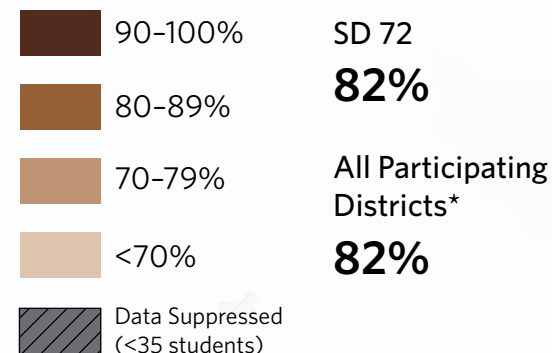 90–100%
80–89%
70–79%
<70%
Data Suppressed
(<35 students)
SD 72
82%
All Participating
Districts*
82%